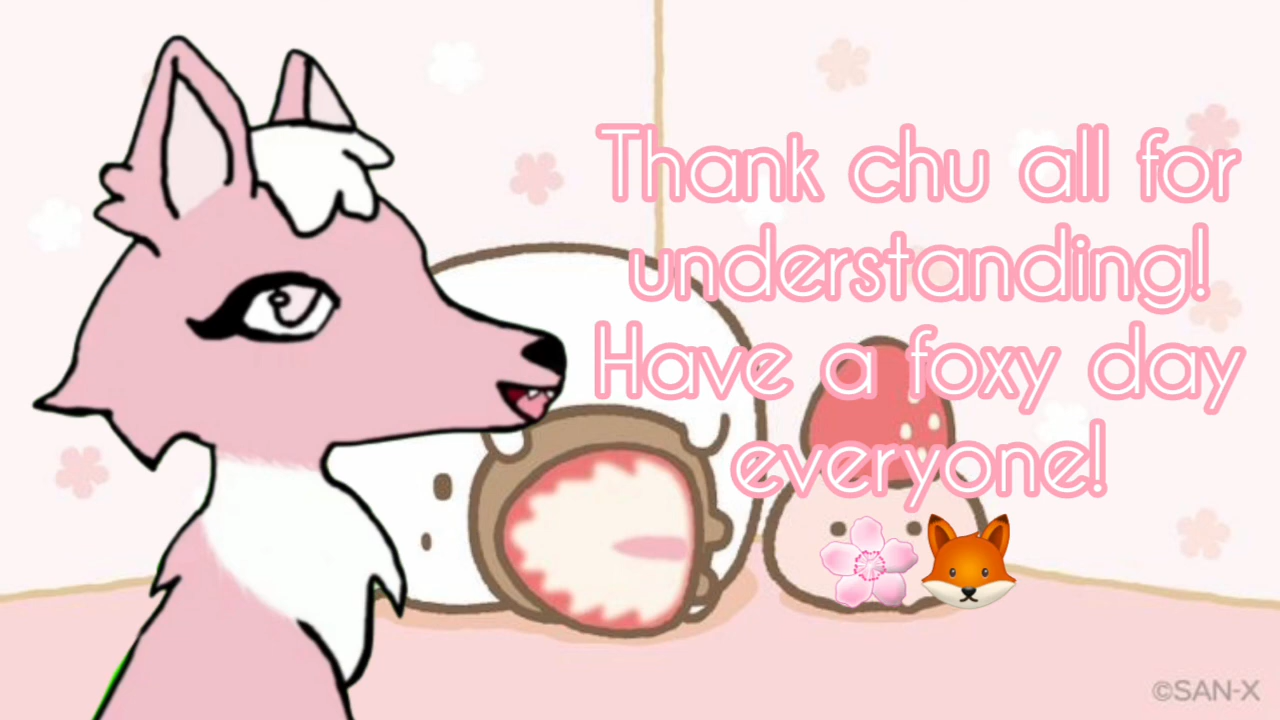 Thank chu all for
understanding!
Have a foxy day
everyone!
🌸🦊
©SAN-X